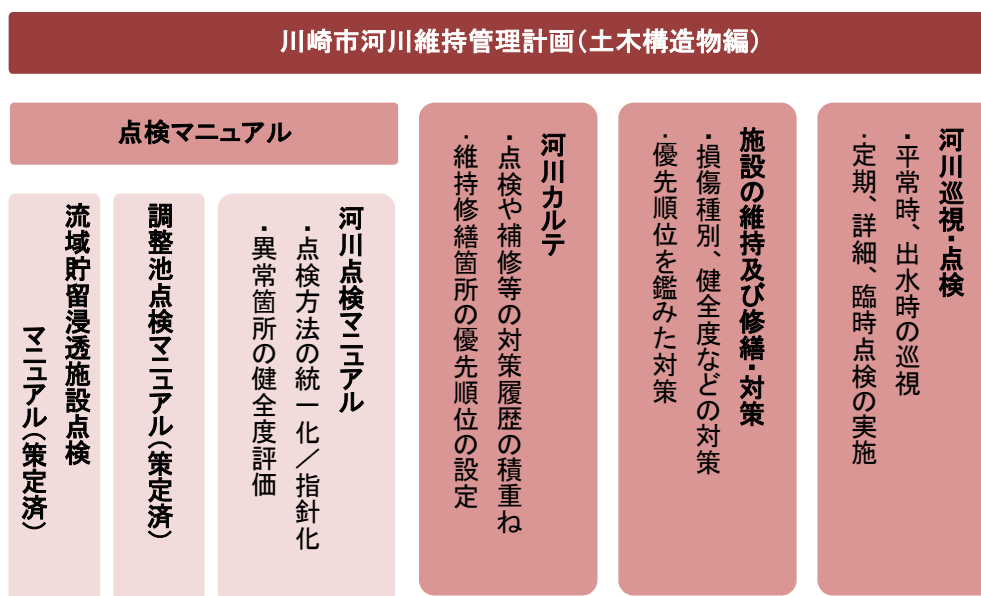 川崎市河川維持管理計画(土木構造物編)
河川巡視・点検
・平常時、出水時の巡視
・定期、詳細、臨時点検の実施
施設の維持及び修繕・対策
・損傷種別、健全度などの対策
・優先順位を鑑みた対策
河川カルテ
・点検や補修等の対策履歴の積重ね
・維持修繕箇所の優先順位の設定
点検マニュアル
河川点検マニュアル
・点検方法の統一化/指針化
・異常箇所の健全度評価
調整池点検マニュアル(策定済)
流域貯留浸透施設点検
マニュアル(策定済)